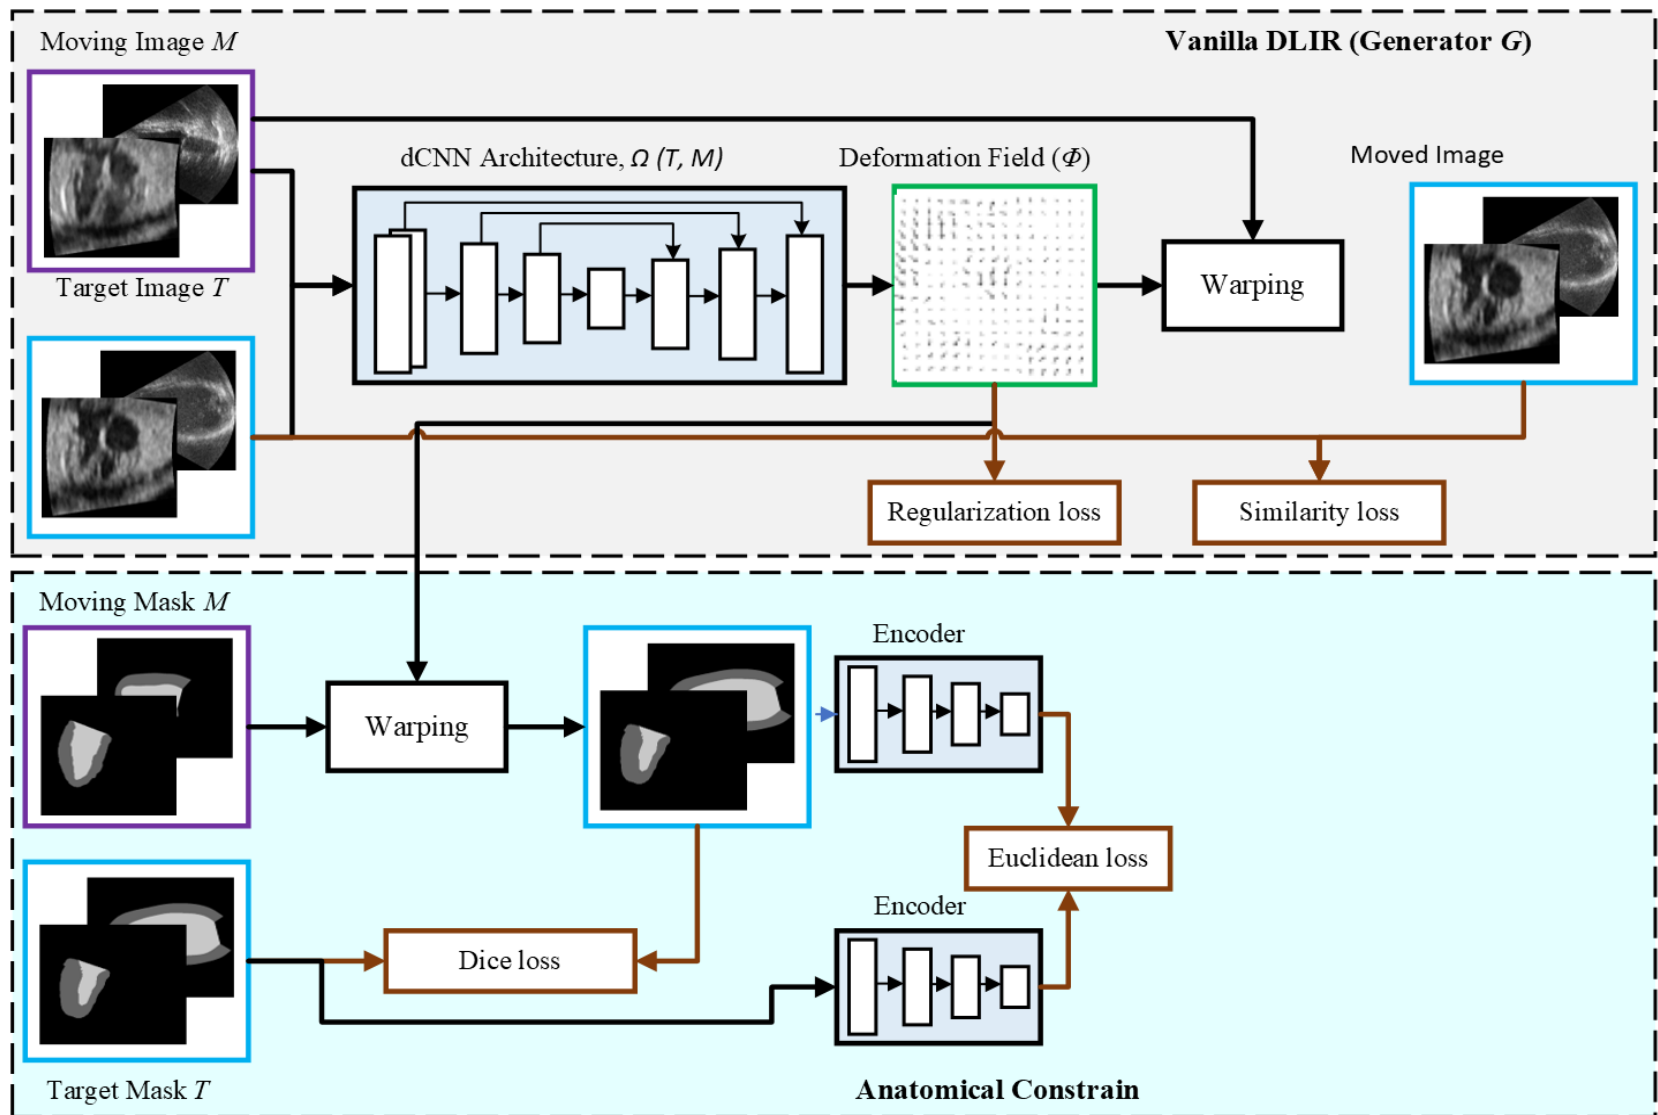 Moving Image M
Vanilla DLIR (Generator G)
dCNN Architecture, Ω (T, M)
Deformation Field (Φ)
Moved Image
Target Image T
Warping
Regularization loss
Similarity loss
Moving Mask M
Encoder
Warping
Euclidean loss
Encoder
Dice loss
Target Mask T
Anatomical Constrain